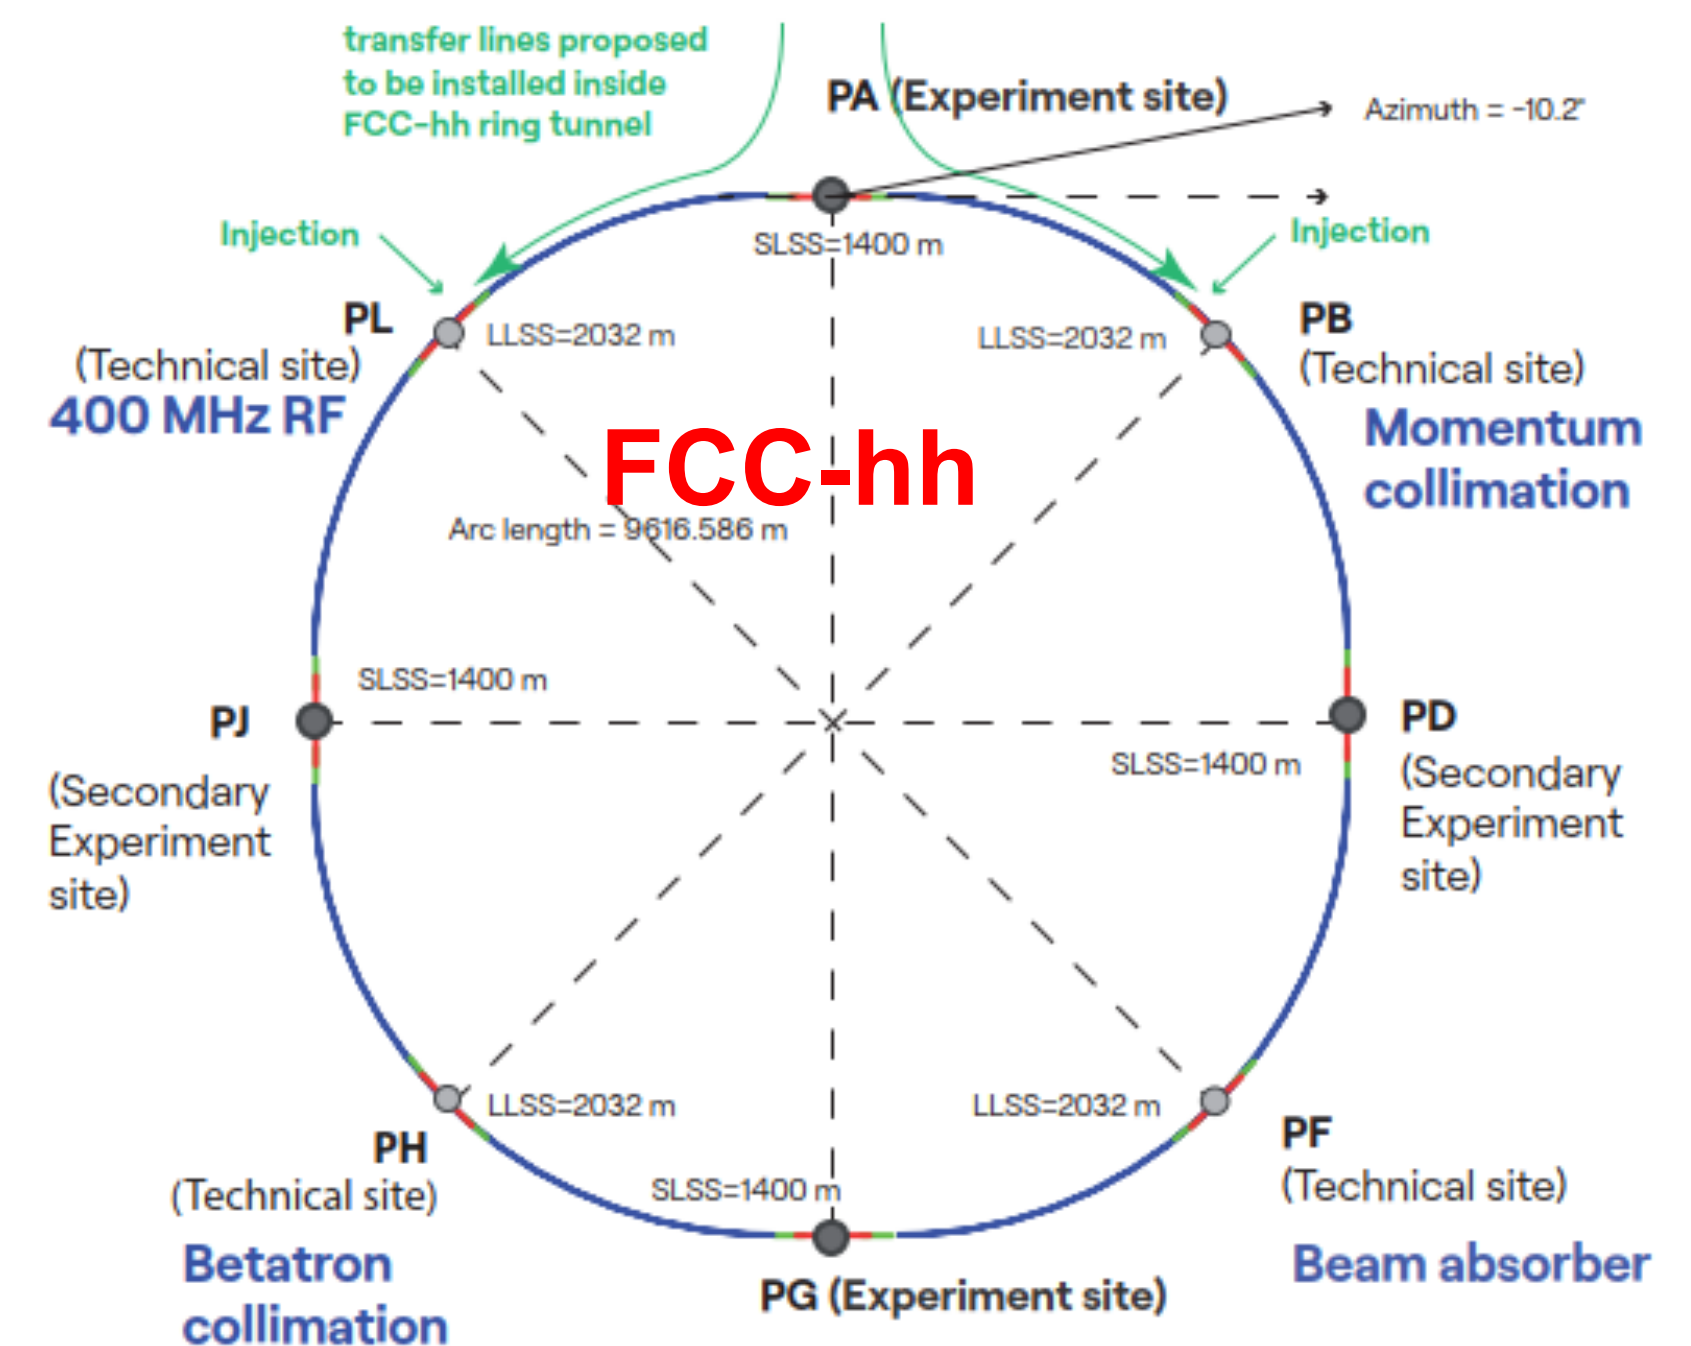 transfer lines proposed
to be installed inside
FCC-hh ring tunnel
PA (Experiment site)
Azimuth = -10.2°
Injection
Injection
SLSS=1400 m
PL
(Technical site)
400 MHz RF
LLSS=2032 m
LLSS=2032 m
PB
(Technical site)
Momentum
collimation
FCC-hh
Arc length = 9616.586 m
SLSS=1400 m
PJ
(Secondary
Experiment
site)
PD
(Secondary
Experiment
site)
SLSS=1400 m
LLSS=2032 m
LLSS=2032 m
PH
(Technical site)
Betatron
collimation
SLSS=1400 m
PF
(Technical site)
Beam absorber
PG (Experiment site)